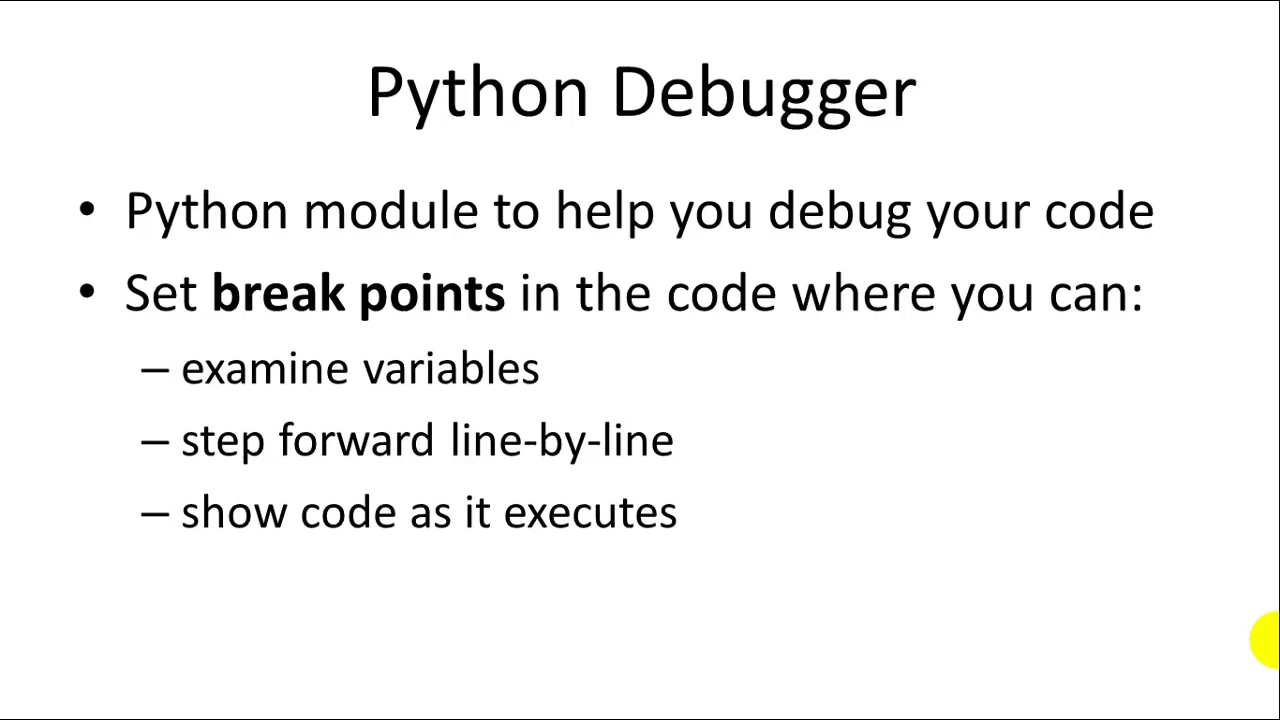 Python Debugger
• Python module to help you debug your code
• Set break points in the code where you can:
– examine variables
– step forward line-by-line
– show code as it executes